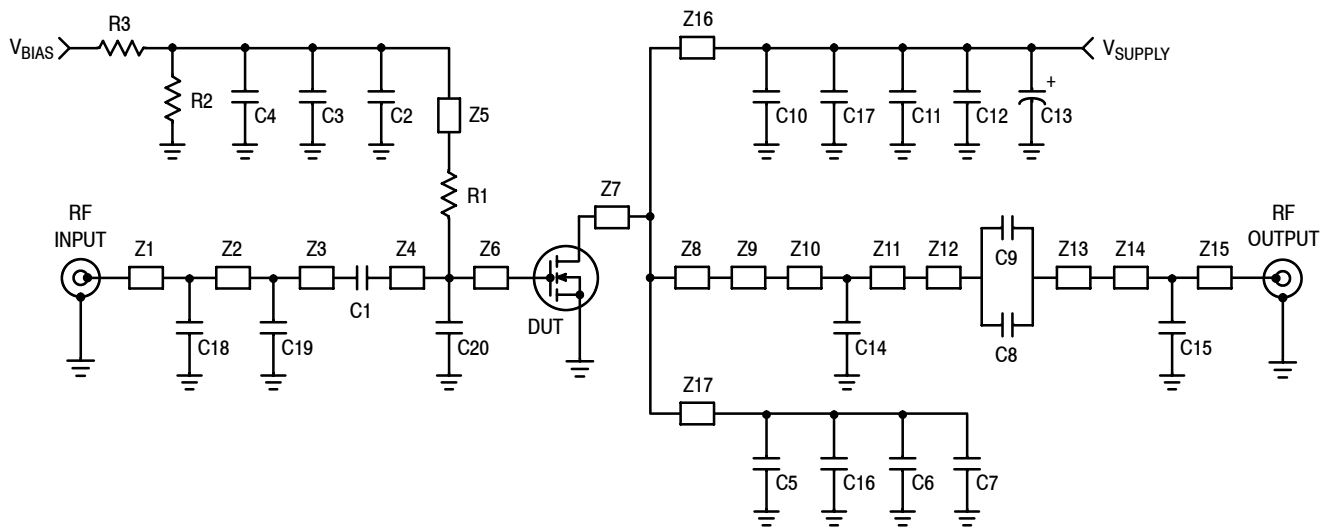 R3
Z16
V_BIAS
V_SUPPLY
R2
C4
C3
C2
Z5
C10
C17
C11
C12
+
C13
R1
Z7
RF
INPUT
Z1
Z2
Z3
Z4
Z6
Z8
Z9
Z10
Z11
Z12
C9
Z13
Z14
Z15
RF
OUTPUT
C1
DUT
C18
C19
C20
C14
C8
C15
Z17
C5
C16
C6
C7